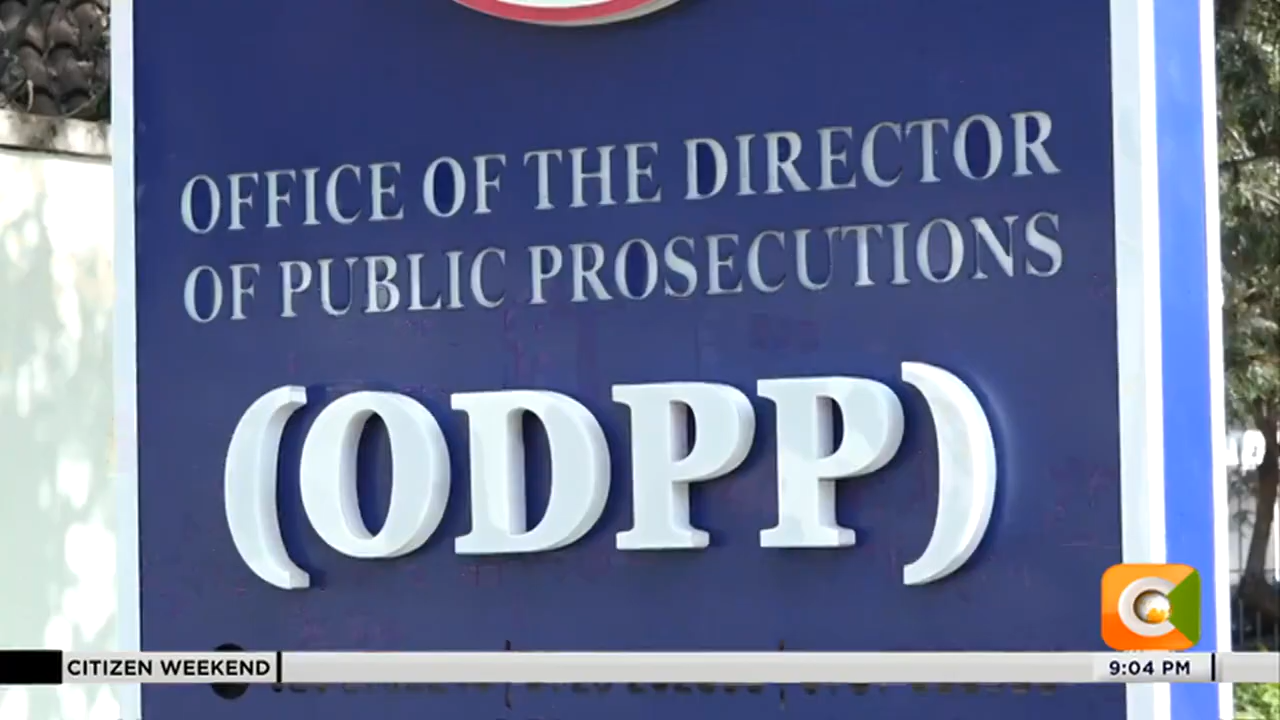 OFFICE OF THE DIRECTOR
OF PUBLIC PROSECUTIONS
(ODPP)
CITIZEN WEEKEND
9:04 PM